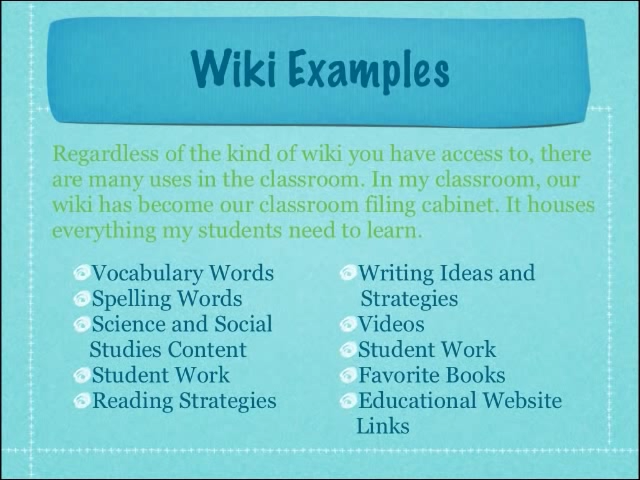 Wiki Examples
Regardless of the kind of wiki you have access to, there
are many uses in the classroom. In my classroom, our
wiki has become our classroom filing cabinet. It houses
everything my students need to learn.
Vocabulary Words
Spelling Words
Science and Social
Studies Content
Student Work
Reading Strategies
Writing Ideas and
Strategies
Videos
Student Work
Favorite Books
Educational Website
Links